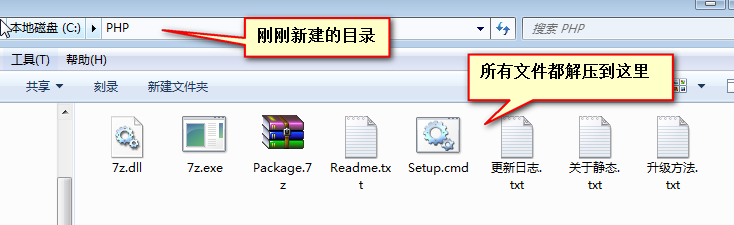 本地磁盘 (C:) PHP
搜索 PHP
刚刚新建的目录
工具(T) 帮助(H)
所有文件都解压到这里
共享 刻录 新建文件夹
7z.dll
7z.exe
Package.7
z
Readme.tx
t
Setup.cmd
更新日志.
txt
关于静态.
txt
升级方法.
txt